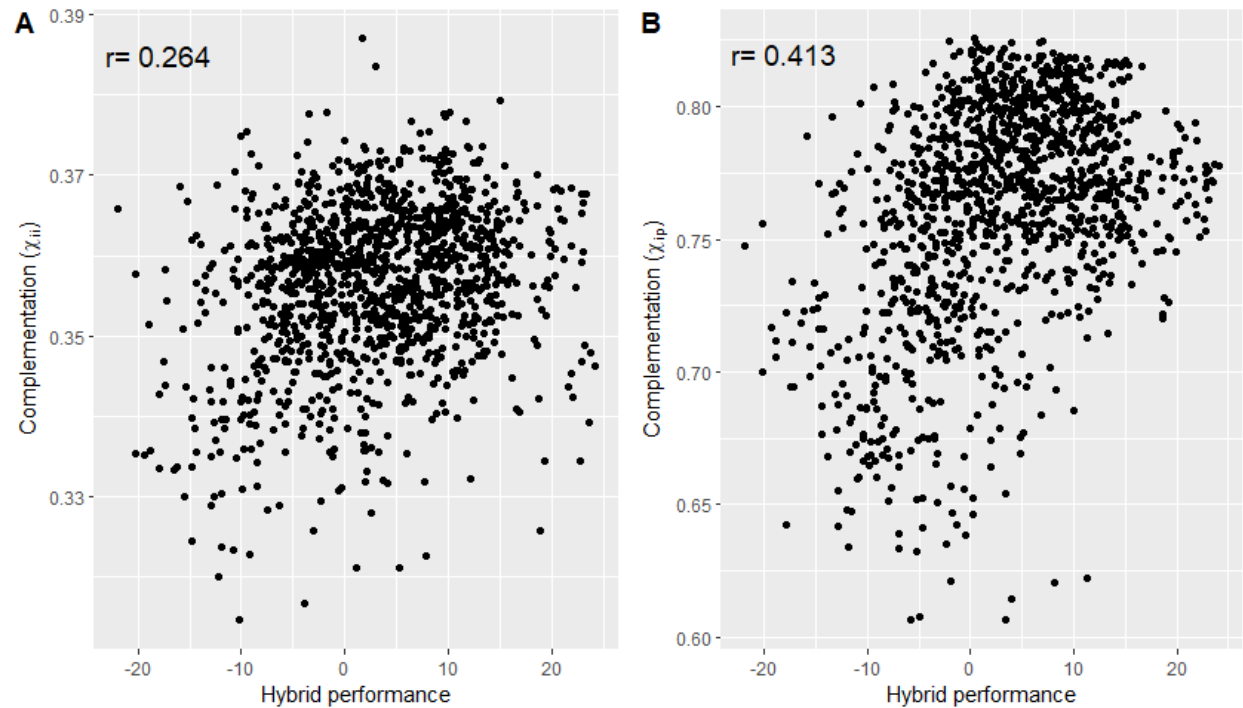 A
r= 0.264
Complementation (χii)
0.39
0.37
0.35
0.33
-20 -10 0 10 20
Hybrid performance
B
r= 0.413
Complementation (χip)
0.80
0.75
0.70
0.65
0.60
-20 -10 0 10 20
Hybrid performance